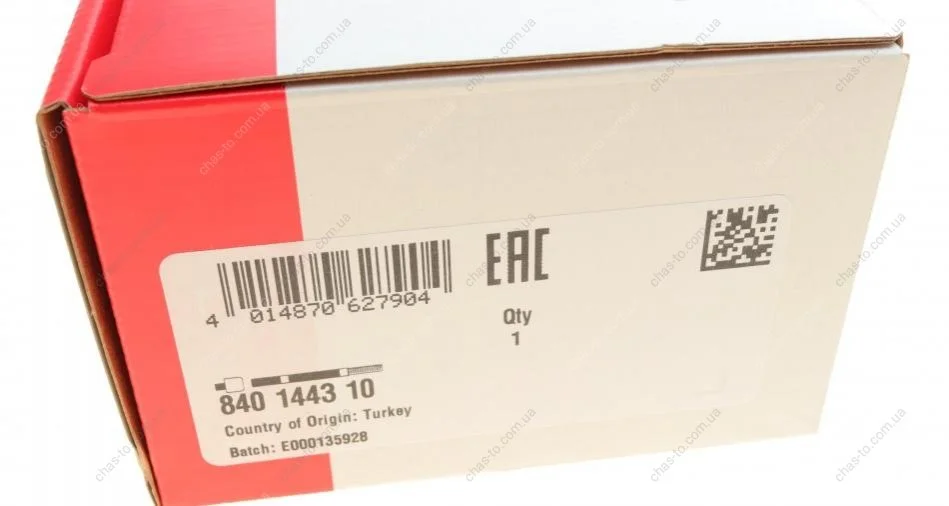 EAC
4 014870 627904
Qty
1
840 1443 10
Country of Origin: Turkey
Batch: E000135928
chas-to.com.ua